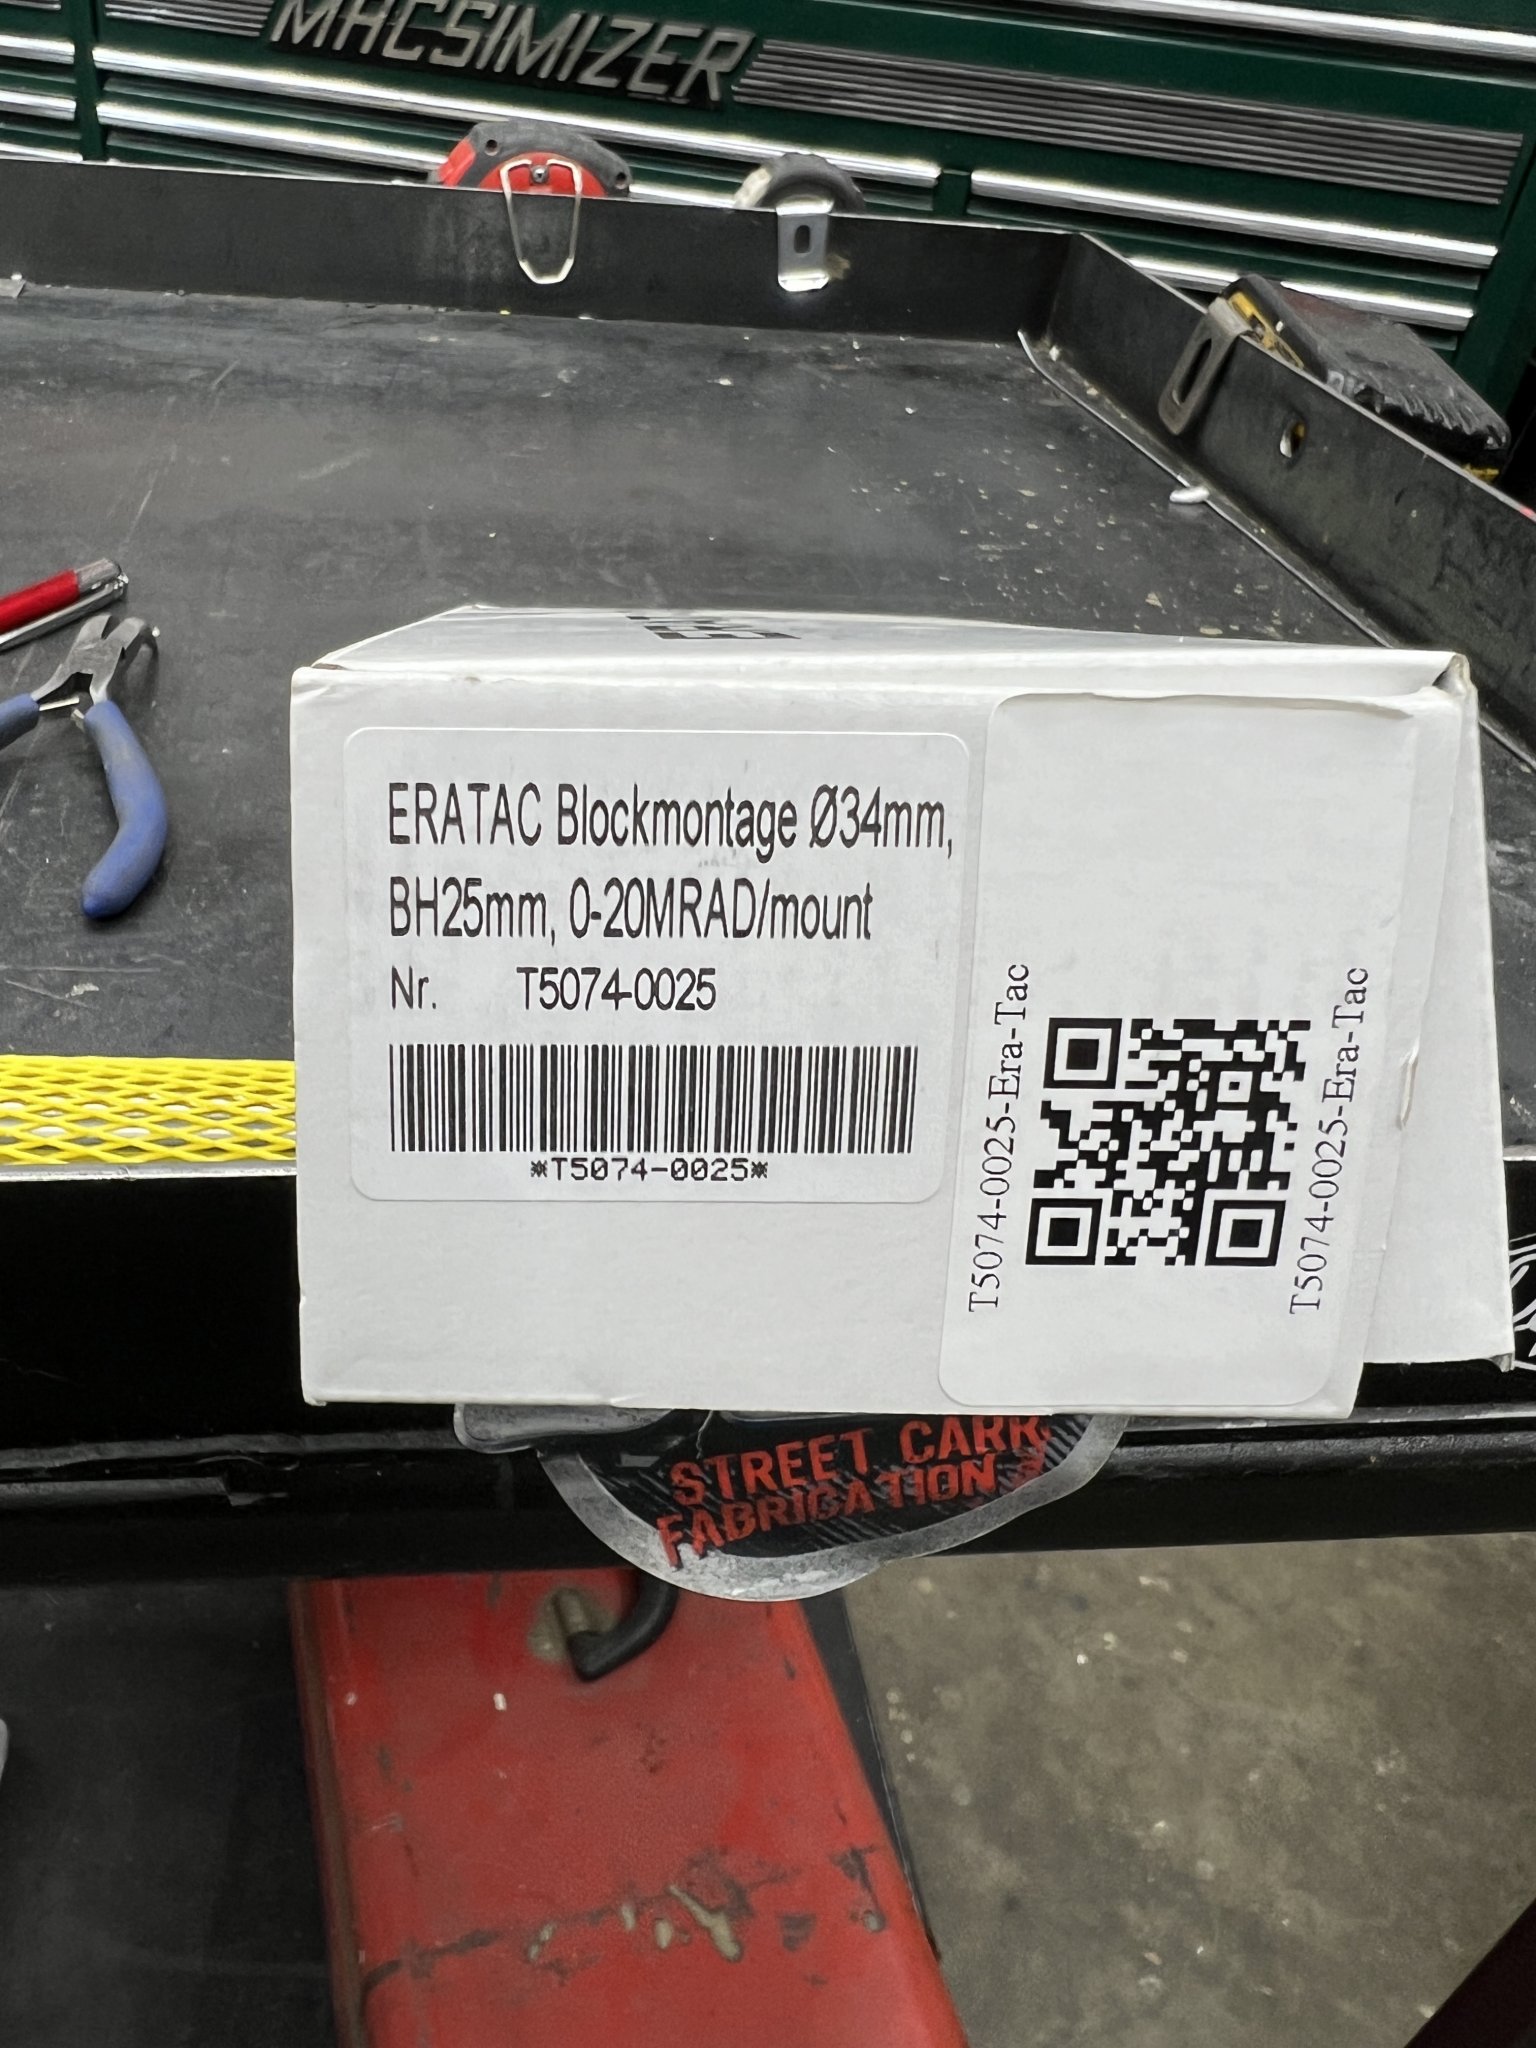 MACSIMIZER
ERATAC Blockmontage Ø34mm,
BH25mm, 0-20MRAD/mount
Nr. T5074-0025
*T5074-0025*
T5074-0025-Era-Tac
T5074-0025-Era-Tac
STREET CARR
FABRICATION